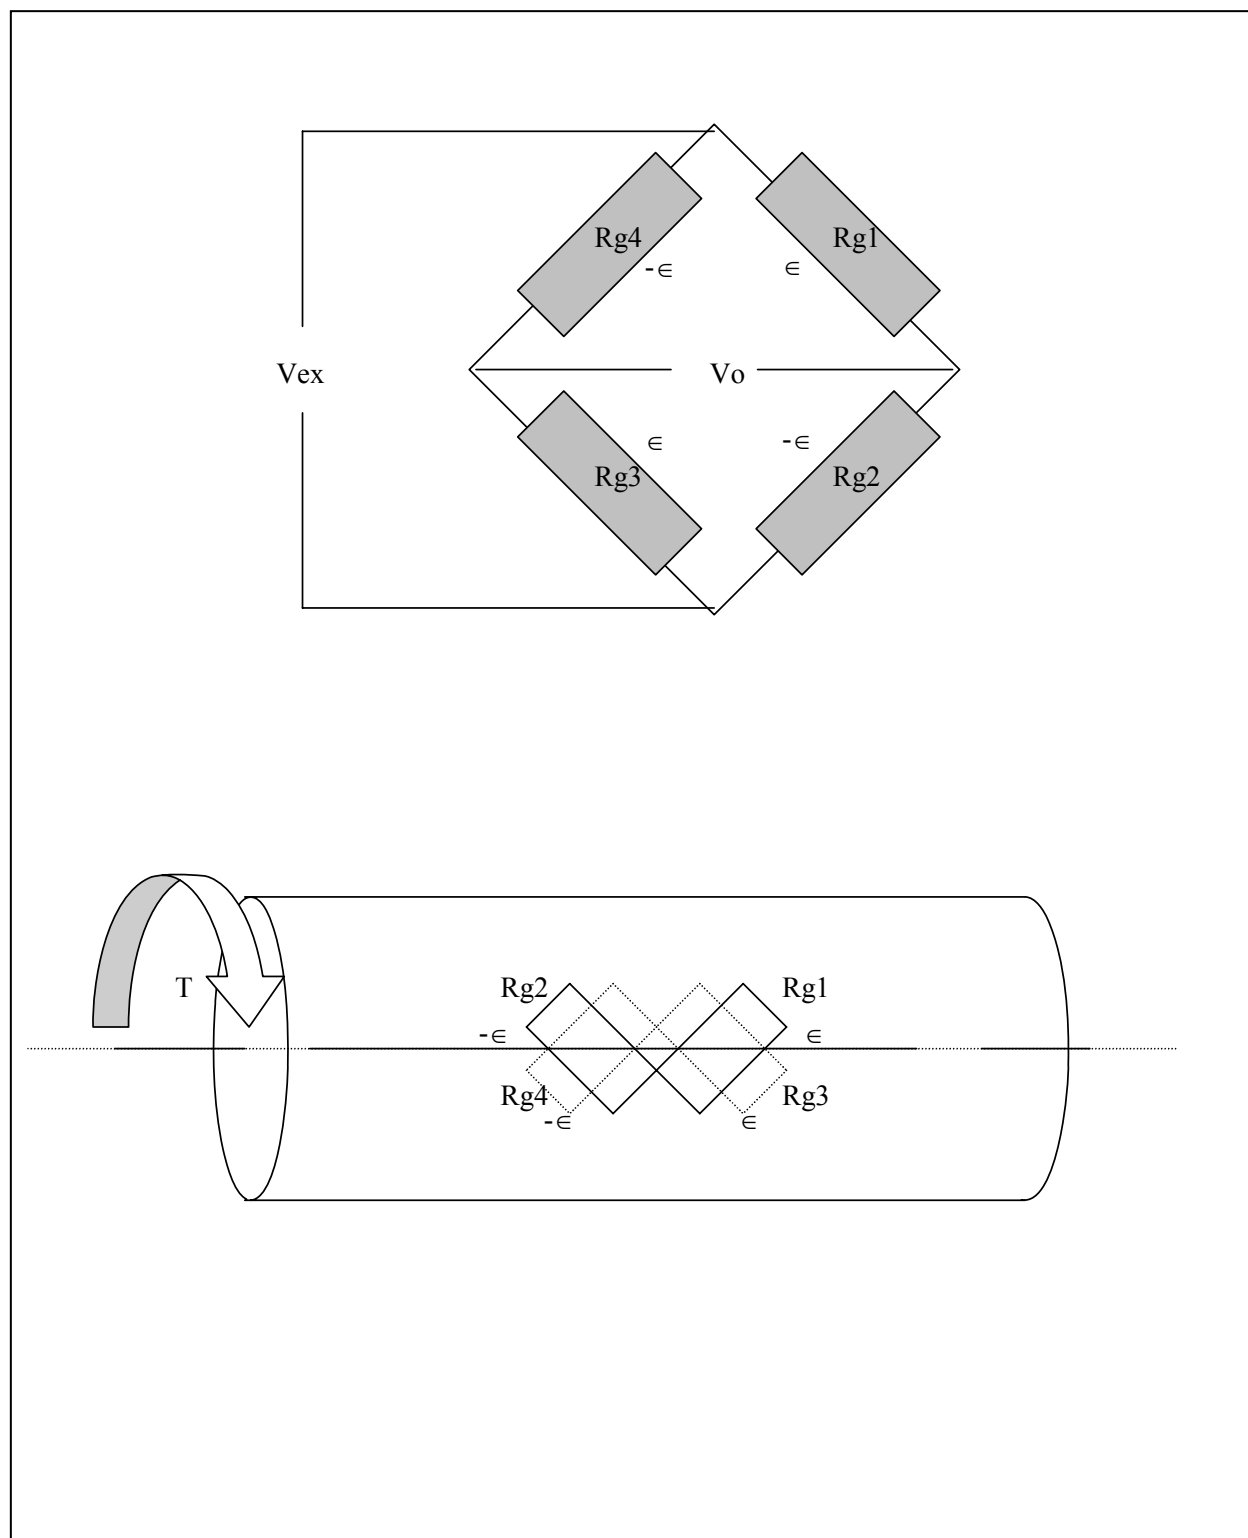 Rg4 Rg1
-∈ ∈
Vex Vo
∈ -∈
Rg3 Rg2
T Rg2 Rg1
-∈ ∈
Rg4 Rg3
-∈ ∈